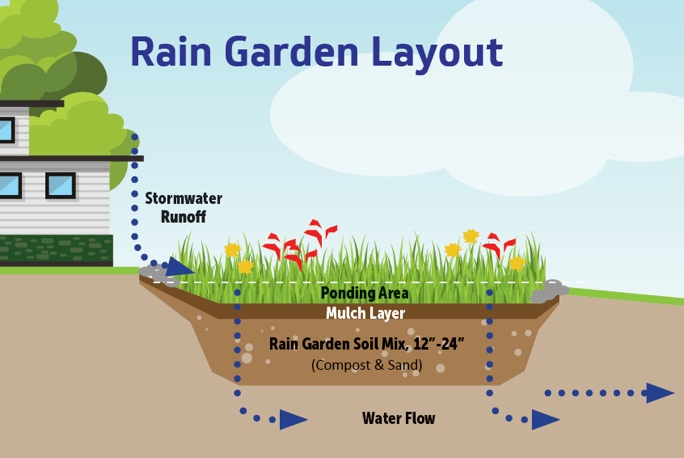 Rain Garden Layout
Stormwater
Runoff
Ponding Area
Mulch Layer
Rain Garden Soil Mix, 12”-24”
(Compost & Sand)
Water Flow